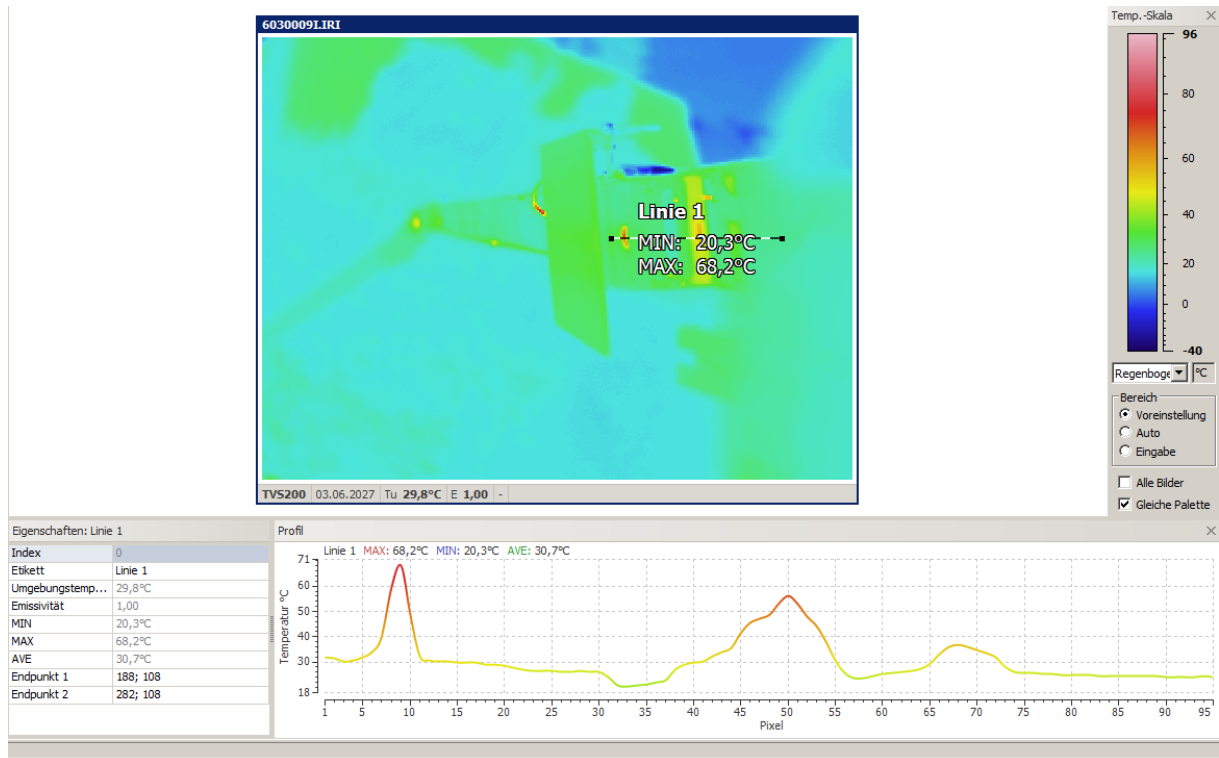 6030009I.IRI
Linie 1
MIN: 20,3°C
MAX: 68,2°C
TVS200 03.06.2027 Tu 29,8°C E 1,00 -
Temp.-Skala
96
80
60
40
20
0
-40
Regenboge °C
Bereich
Voreinstellung
Auto
Eingabe
Alle Bilder
Gleiche Palette
Eigenschaften: Linie 1
Index 0
Etikett Linie 1
Umgebungstemp... 29,8°C
Emissivität 1,00
MIN 20,3°C
MAX 68,2°C
AVE 30,7°C
Endpunkt 1 188; 108
Endpunkt 2 282; 108
Profil
Linie 1 MAX: 68,2°C MIN: 20,3°C AVE: 30,7°C
Temperatur °C
71
60
50
40
30
18
1 5 10 15 20 25 30 35 40 45 50 55 60 65 70 75 80 85 90 95
Pixel